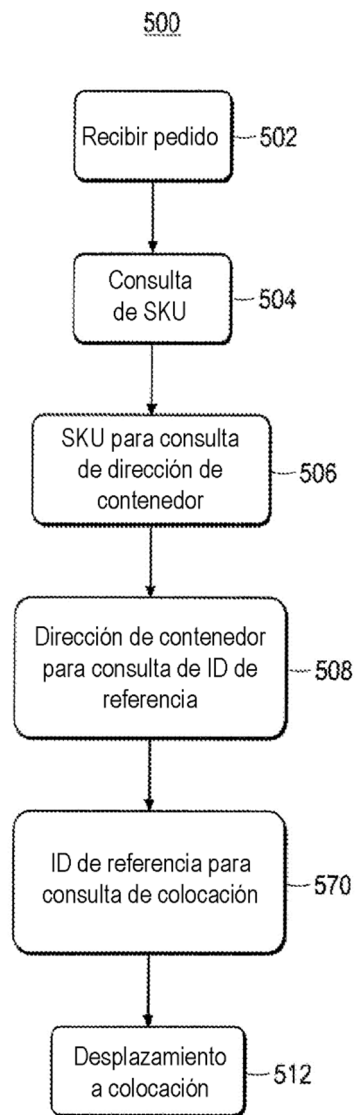 500
Recibir pedido
502
Consulta
de SKU
504
SKU para consulta
de dirección de
contenedor
506
Dirección de contenedor
para consulta de ID de
referencia
508
ID de referencia para
consulta de colocación
570
Desplazamiento
a colocación
512